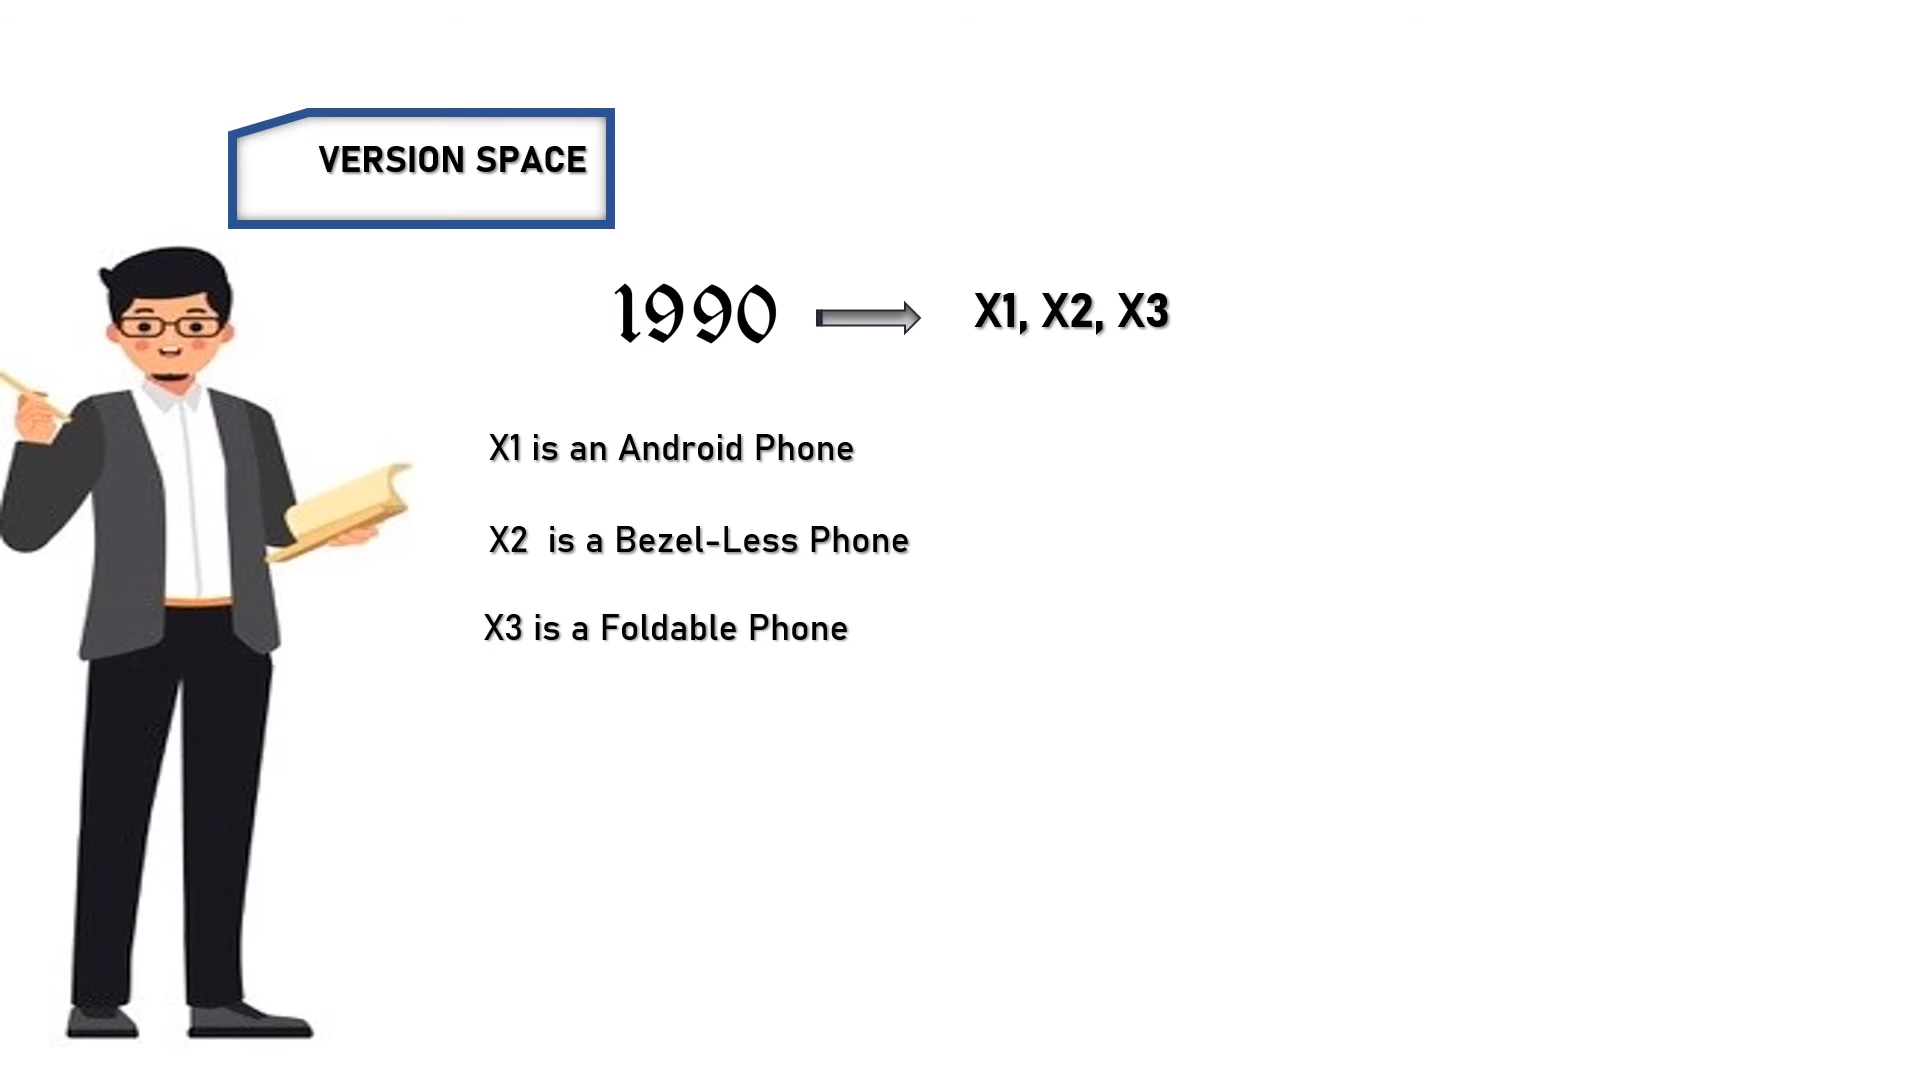 VERSION SPACE
1990 X1, X2, X3
X1 is an Android Phone
X2 is a Bezel-Less Phone
X3 is a Foldable Phone